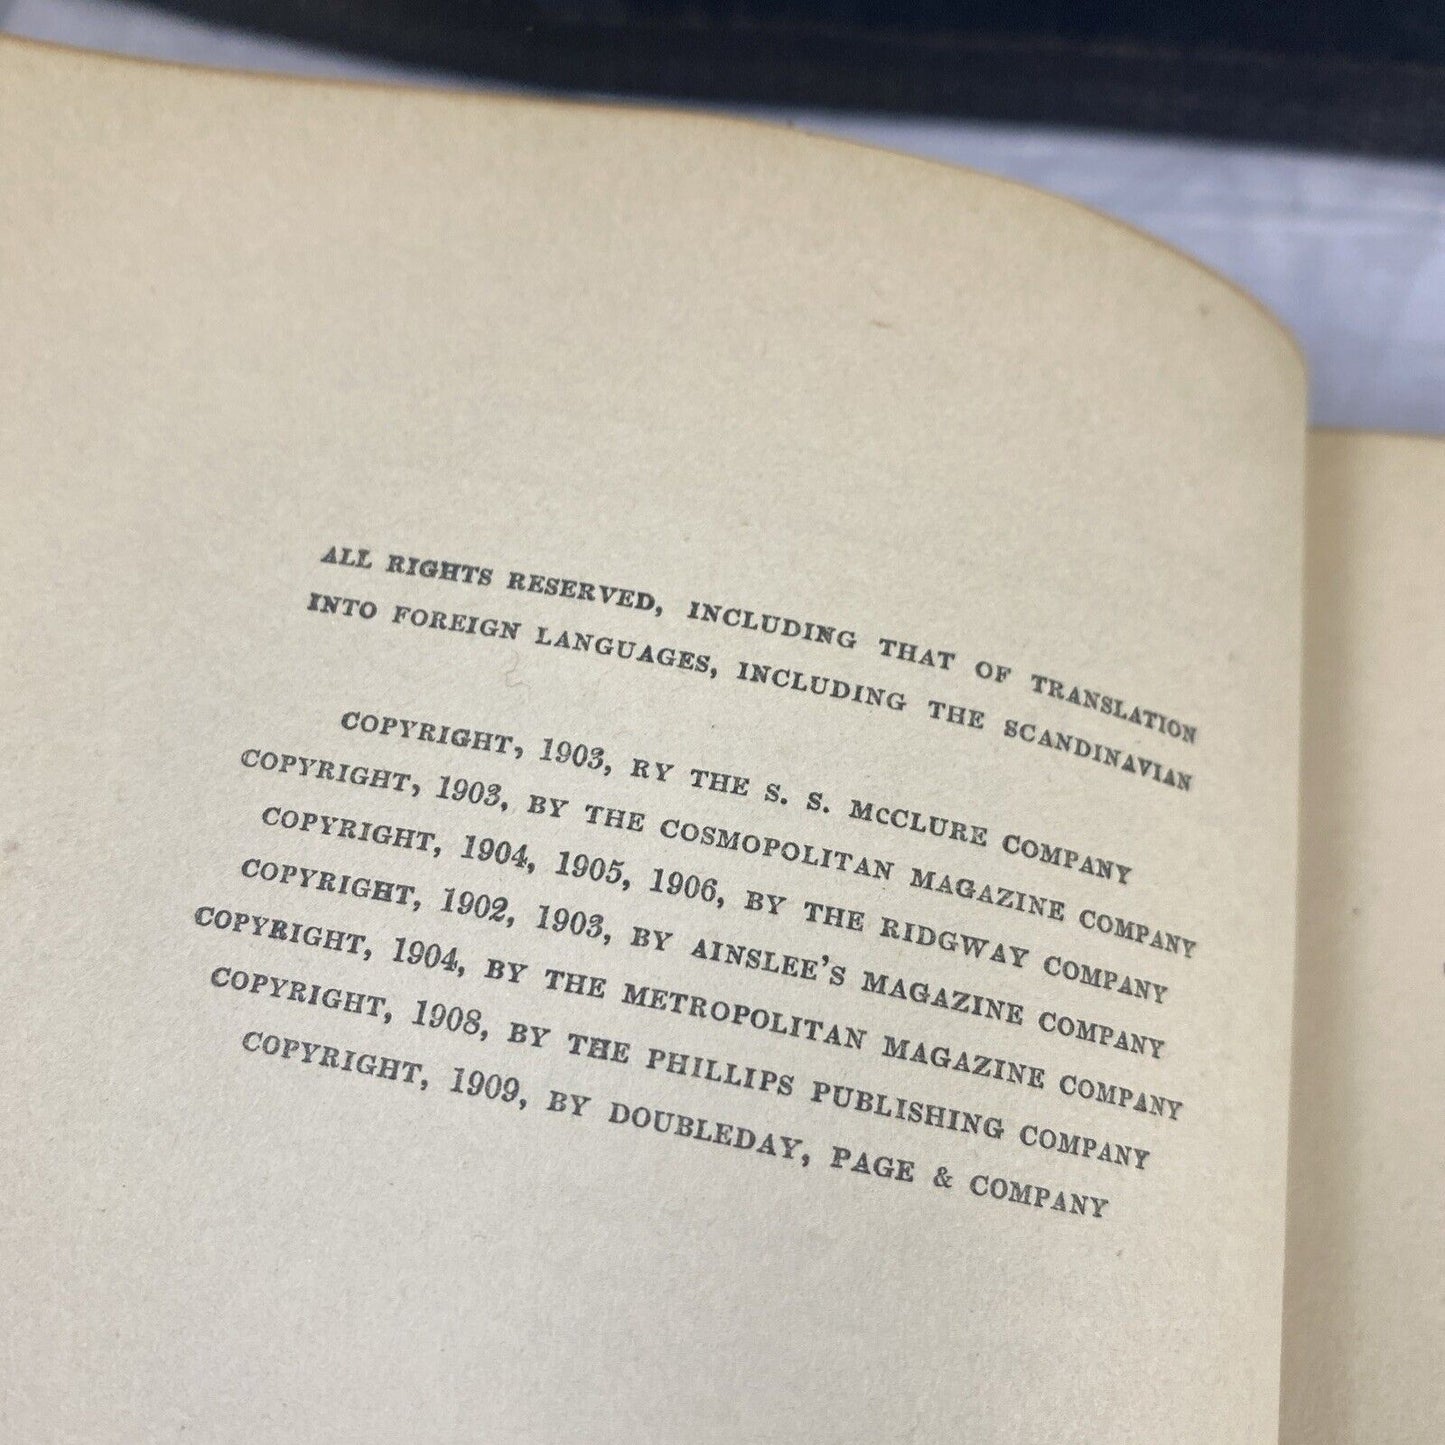 ALL RIGHTS RESERVED, INCLUDING THAT OF TRANSLATION
INTO FOREIGN LANGUAGES, INCLUDING THE SCANDINAVIAN
COPYRIGHT, 1903, BY THE S. S. McCLURE COMPANY
COPYRIGHT, 1903, BY THE COSMOPOLITAN MAGAZINE COMPANY
COPYRIGHT, 1904, 1905, 1906, BY THE RIDGWAY COMPANY
COPYRIGHT, 1902, 1903, BY AINSLEE'S MAGAZINE COMPANY
COPYRIGHT, 1904, BY THE METROPOLITAN MAGAZINE COMPANY
COPYRIGHT, 1908, BY THE PHILLIPS PUBLISHING COMPANY
COPYRIGHT, 1909, BY DOUBLEDAY, PAGE & COMPANY